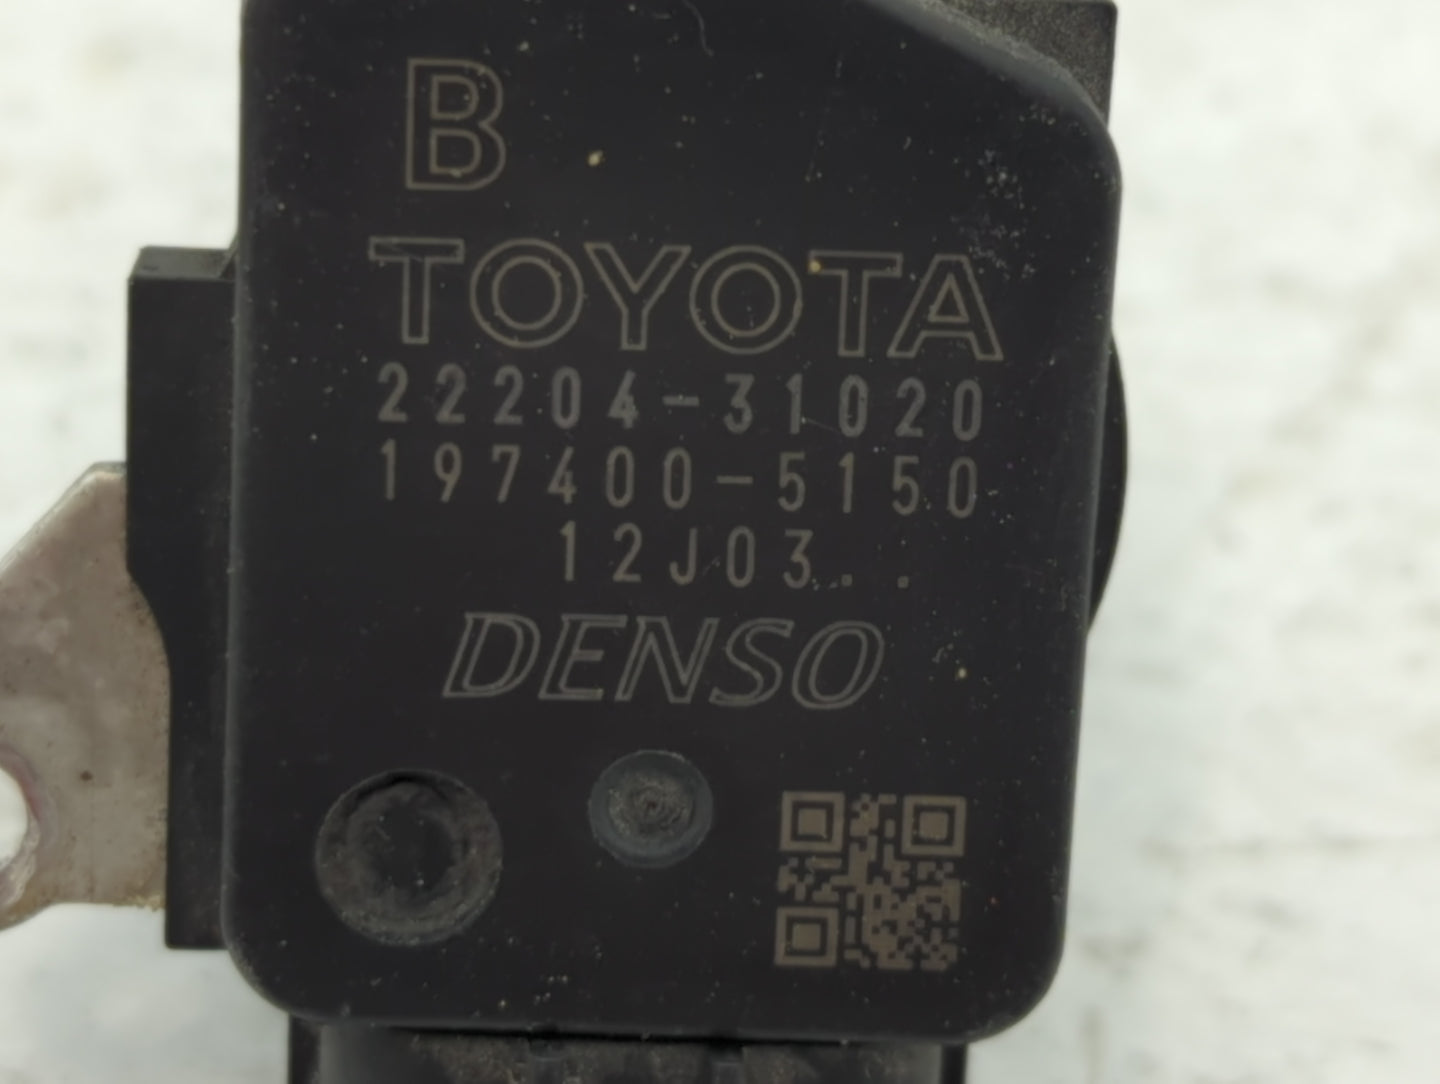 B
TOYOTA
22204-31020
197400-5150
12J03..
DENSO